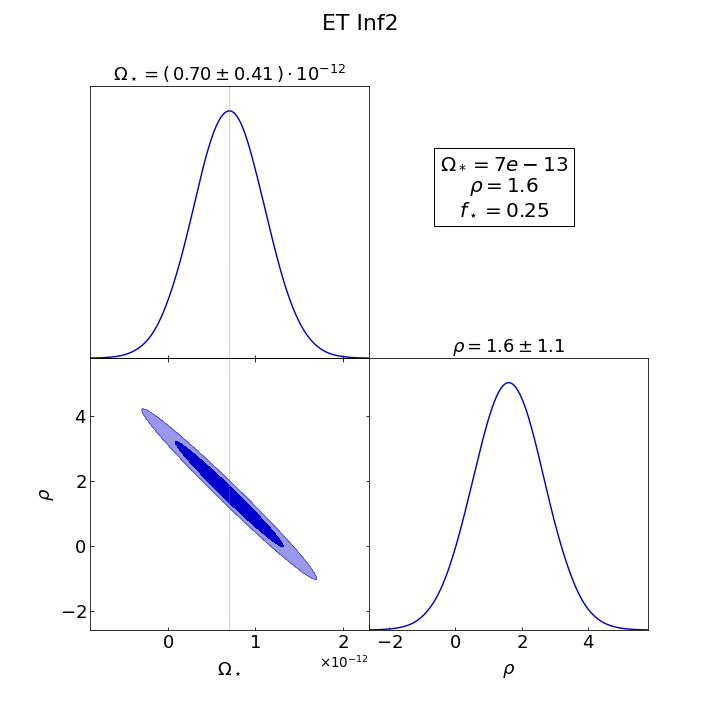 ET Inf2
Ω⋆ = ( 0.70 ± 0.41 ) · 10⁻¹²
Ω* = 7e − 13
ρ = 1.6
f⋆ = 0.25
ρ = 1.6 ± 1.1
4
2
0
−2
ρ
0 1 2
×10⁻¹²
Ω⋆
−2 0 2 4
ρ